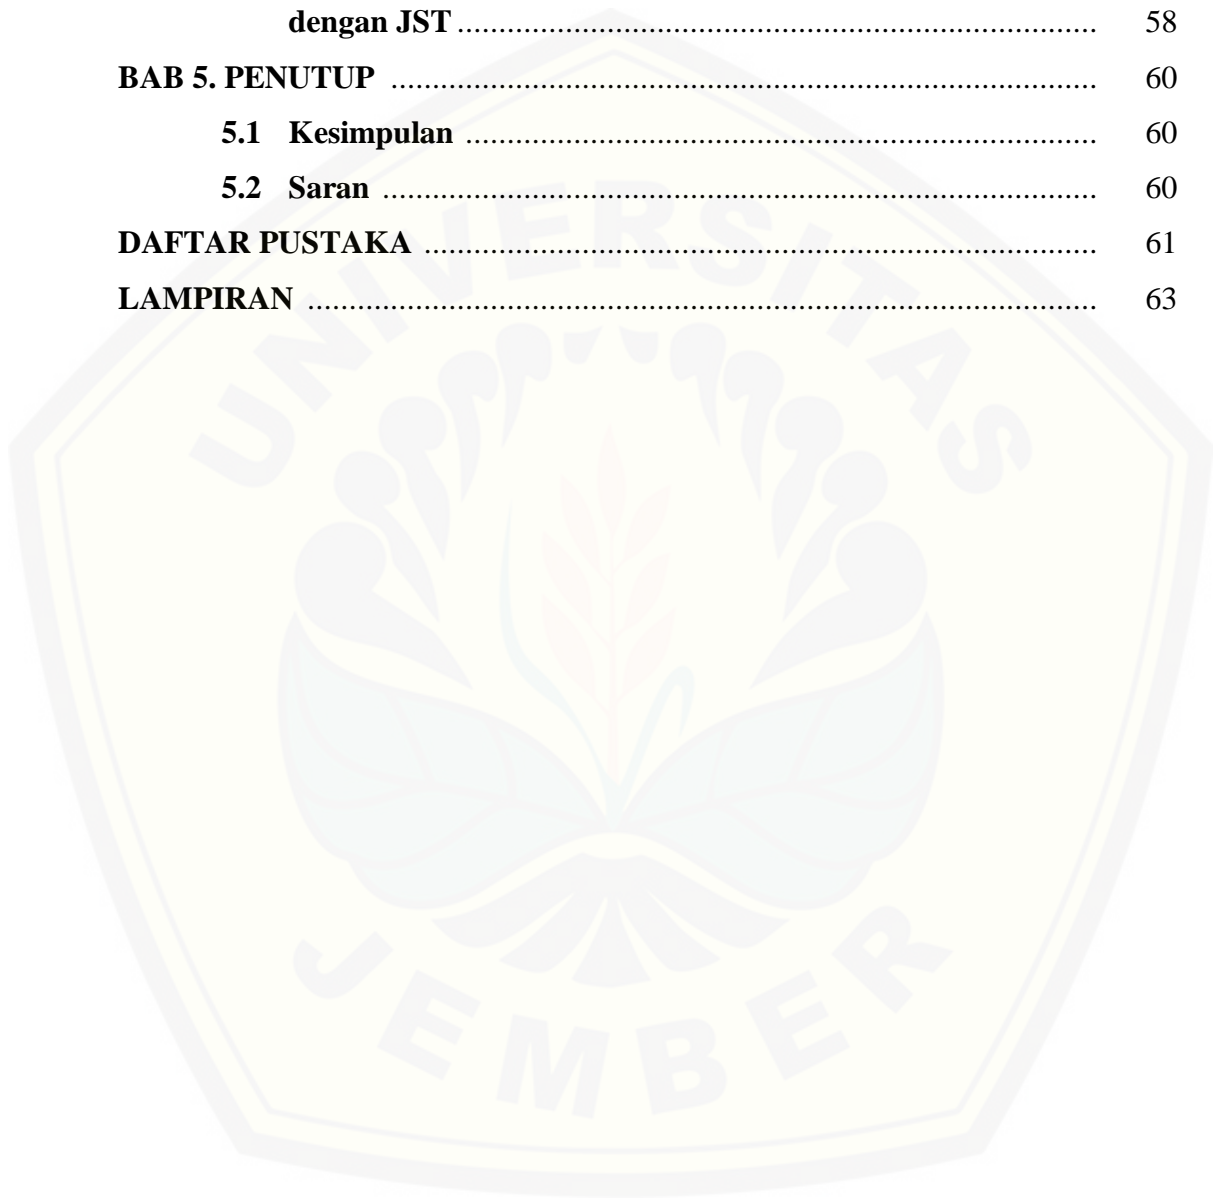 dengan JST ........................................................................................ 58
BAB 5. PENUTUP ................................................................................................. 60
5.1 Kesimpulan ....................................................................................... 60
5.2 Saran .................................................................................................. 60
DAFTAR PUSTAKA ............................................................................................ 61
LAMPIRAN ............................................................................................................ 63
UNIVERSITAS
JEMBER